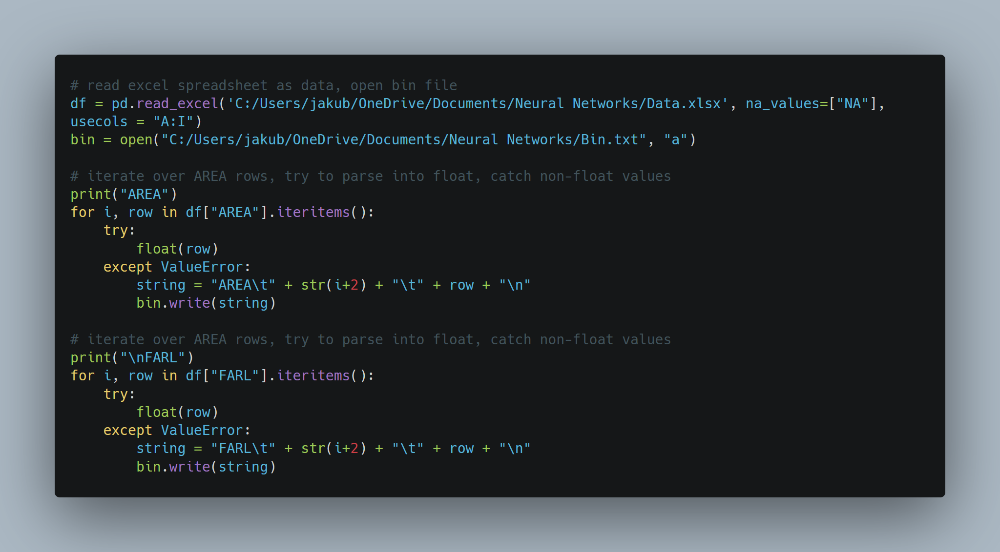 # read excel spreadsheet as data, open bin file
df = pd.read_excel('C:/Users/jakub/OneDrive/Documents/Neural Networks/Data.xlsx', na_values=["NA"],
usecols = "A:I")
bin = open("C:/Users/jakub/OneDrive/Documents/Neural Networks/Bin.txt", "a")

# iterate over AREA rows, try to parse into float, catch non-float values
print("AREA")
for i, row in df["AREA"].iteritems():
    try:
        float(row)
    except ValueError:
        string = "AREA\t" + str(i+2) + "\t" + row + "\n"
        bin.write(string)

# iterate over AREA rows, try to parse into float, catch non-float values
print("\nFARL")
for i, row in df["FARL"].iteritems():
    try:
        float(row)
    except ValueError:
        string = "FARL\t" + str(i+2) + "\t" + row + "\n"
        bin.write(string)